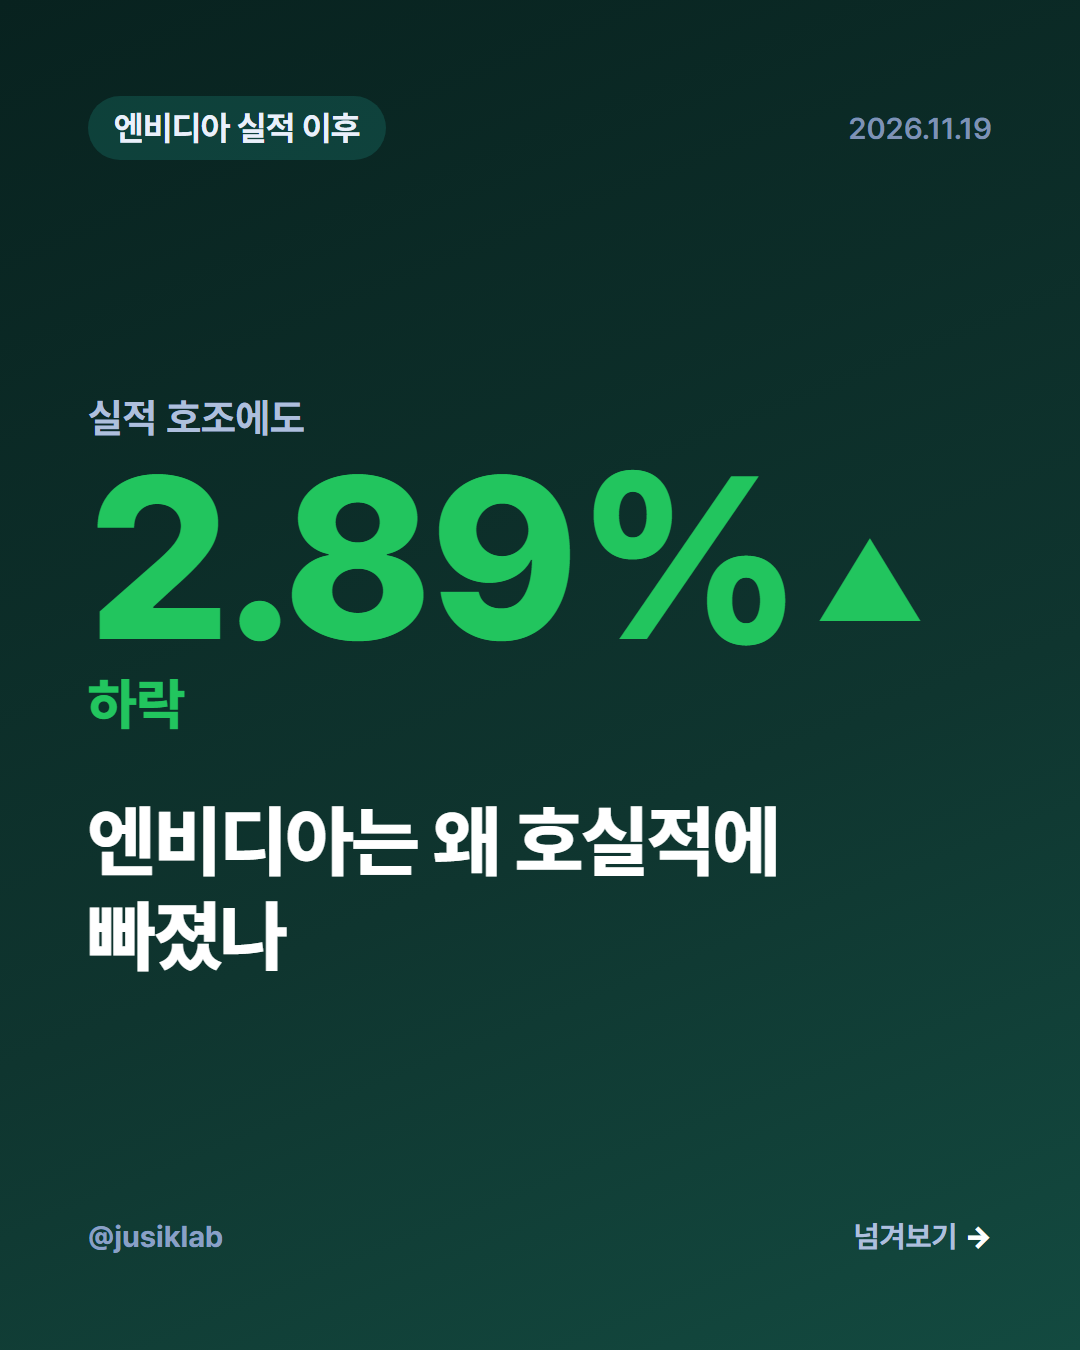 엔비디아 실적 이후
2026.11.19
실적 호조에도
2.89% ▲
하락
엔비디아는 왜 호실적에
빠졌나
@jusiklab
넘겨보기 →